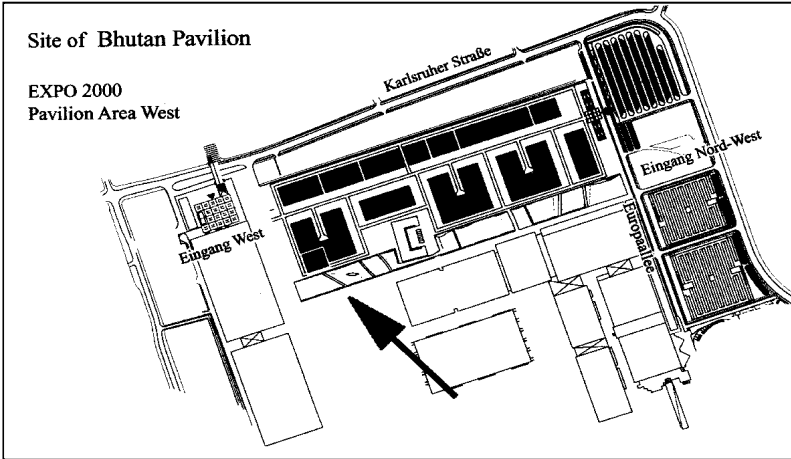 Site of Bhutan Pavilion
EXPO 2000
Pavilion Area West
Karlsruher Straße
Eingang Nord-West
Eingang West
Europaallee